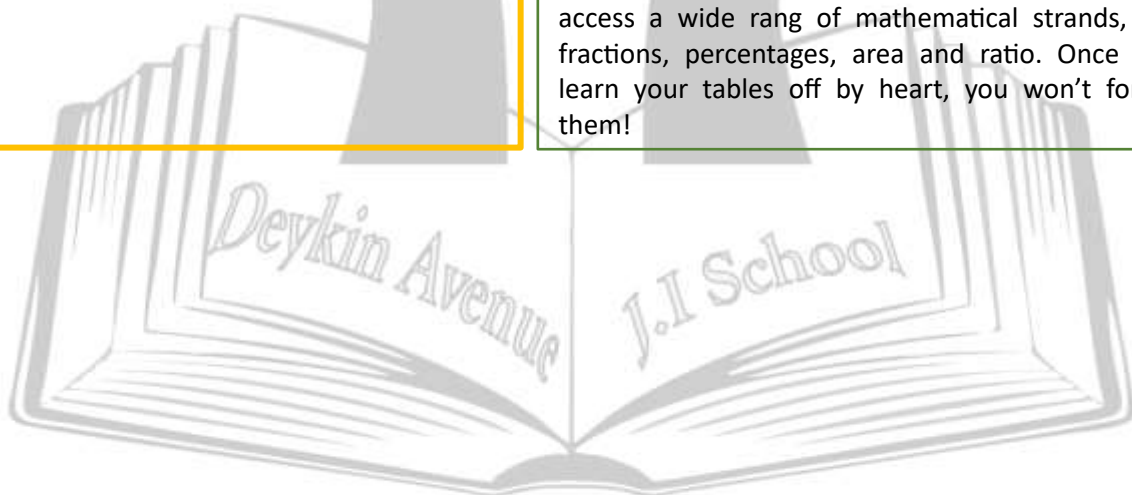 access a wide range of mathematical strands,
fractions, percentages, area and ratio. Once
learn your tables off by heart, you won't fo
them!
Deykin Avenue
J.I School